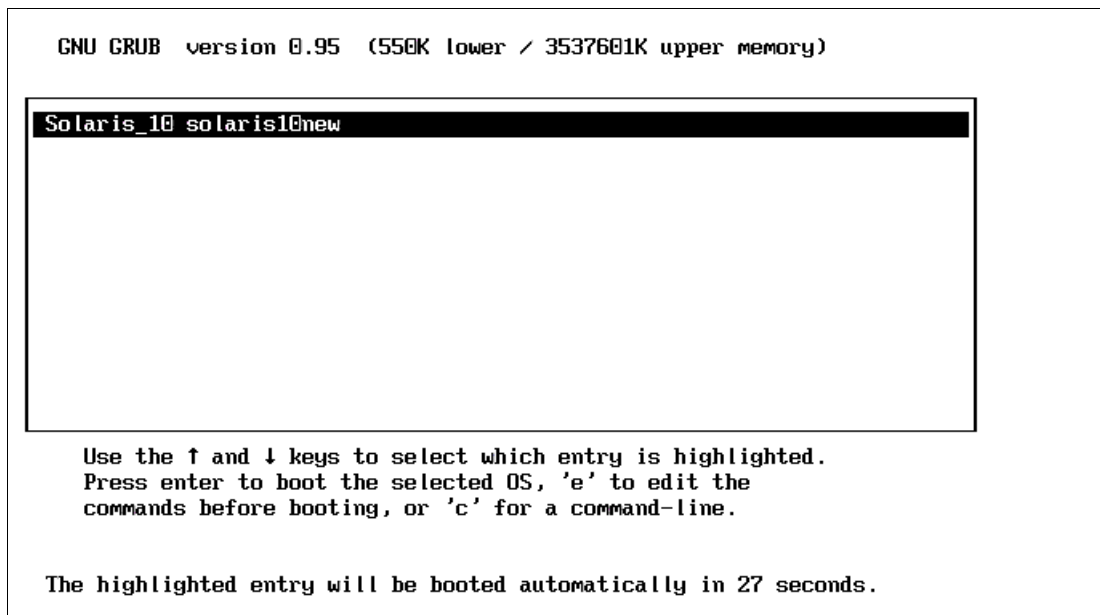 GNU GRUB version 0.95 (550K lower / 3537601K upper memory)
Solaris_10 solaris10new
Use the ↑ and ↓ keys to select which entry is highlighted.
Press enter to boot the selected OS, 'e' to edit the
commands before booting, or 'c' for a command-line.
The highlighted entry will be booted automatically in 27 seconds.